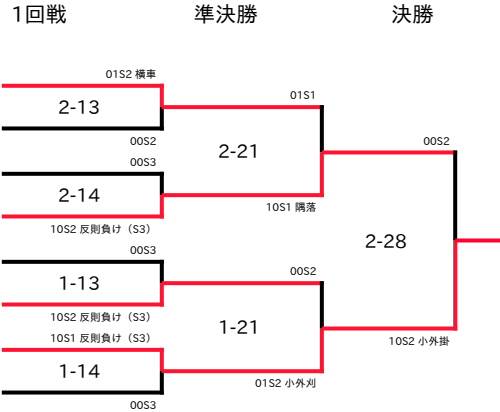 1回戦 準決勝 決勝
01S2 横車
2-13
00S2
00S3
2-14
10S2 反則負け（S3）
01S1
2-21
10S1 隅落
00S3
1-13
10S2 反則負け（S3）
10S1 反則負け（S3）
1-14
00S3
00S2
1-21
01S2 小外刈
00S2
2-28
10S2 小外掛